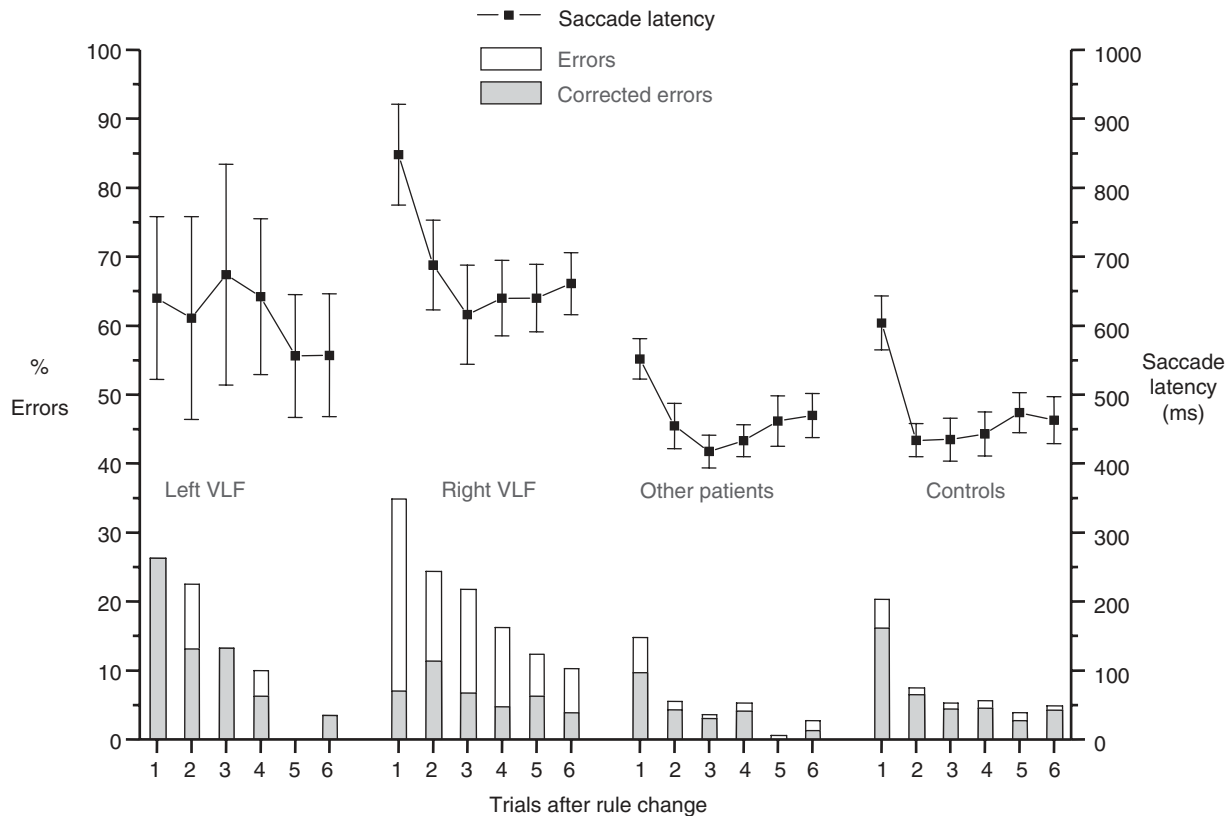 Saccade latency
Errors
Corrected errors
100
90
80
70
60
50
40
30
20
10
0
%
Errors
1000
900
800
700
600
500
400
300
200
100
0
Saccade
latency
(ms)
Left VLF
Right VLF
Other patients
Controls
1 2 3 4 5 6 1 2 3 4 5 6 1 2 3 4 5 6 1 2 3 4 5 6
Trials after rule change